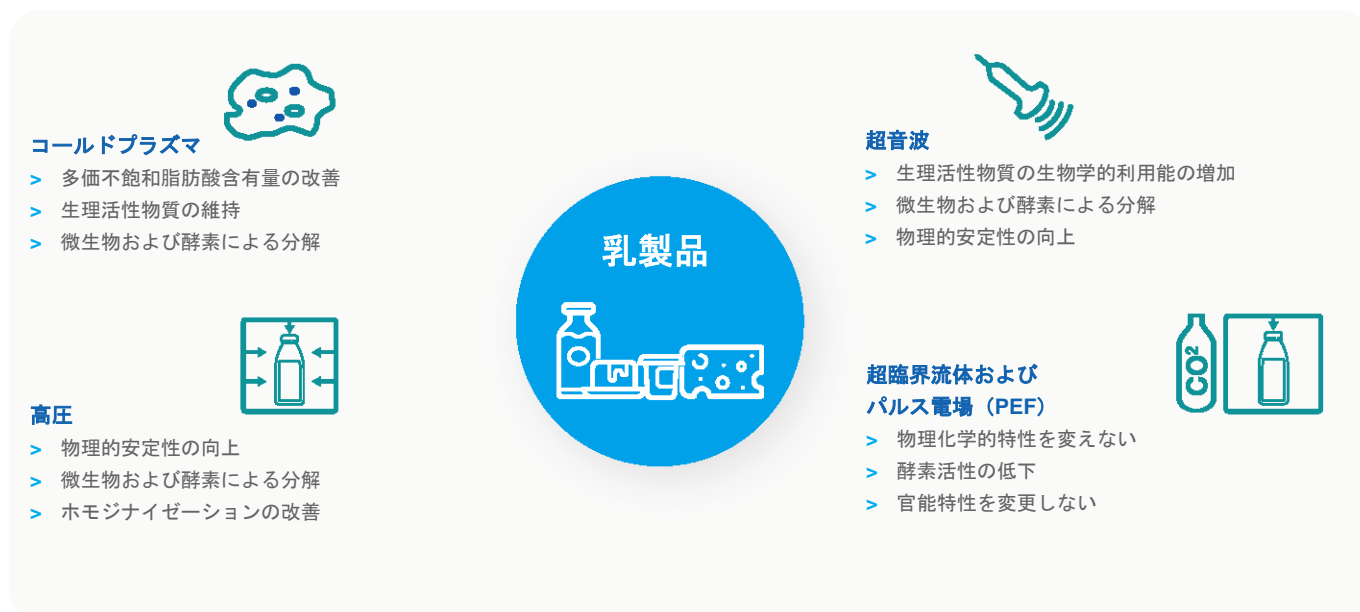 コールドプラズマ
> 多価不飽和脂肪酸含有量の改善
> 生理活性物質の維持
> 微生物および酵素による分解
高圧
> 物理的安定性の向上
> 微生物および酵素による分解
> ホモジナイゼーションの改善
乳製品
超音波
> 生理活性物質の生物学的利用能の増加
> 微生物および酵素による分解
> 物理的安定性の向上
CO²
超臨界流体および
パルス電場（PEF）
> 物理化学的特性を変えない
> 酵素活性の低下
> 官能特性を変更しない